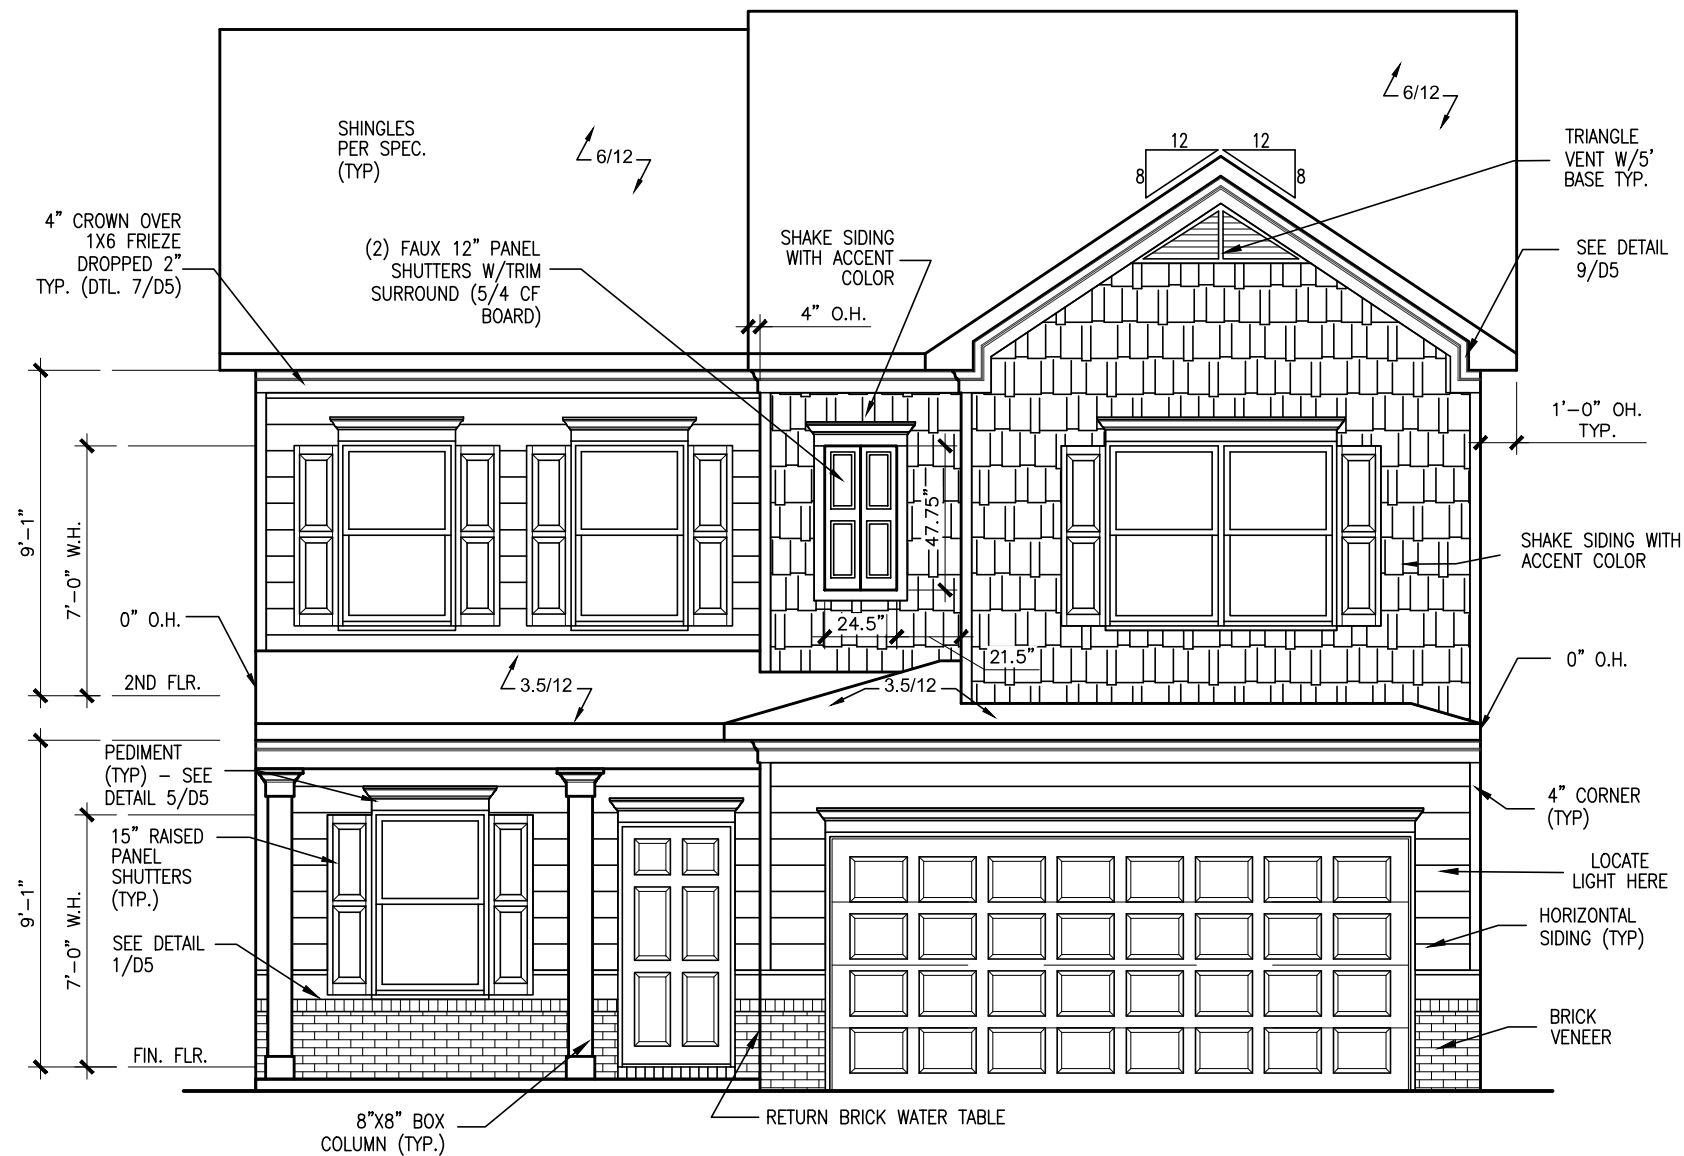 SHINGLES
PER SPEC.
(TYP)
6/12
6/12
12
12
8
8
TRIANGLE
VENT W/5'
BASE TYP.
4" CROWN OVER
1X6 FRIEZE
DROPPED 2"
TYP. (DTL. 7/D5)
(2) FAUX 12" PANEL
SHUTTERS W/TRIM
SURROUND (5/4 CF
BOARD)
SHAKE SIDING
WITH ACCENT
COLOR
SEE DETAIL
9/D5
4" O.H.
1'-0" OH.
TYP.
9'-1"
7'-0" W.H.
47.75"
24.5"
21.5"
SHAKE SIDING WITH
ACCENT COLOR
0" O.H.
0" O.H.
2ND FLR.
3.5/12
3.5/12
PEDIMENT
(TYP) – SEE
DETAIL 5/D5
15" RAISED
PANEL
SHUTTERS
(TYP.)
9'-1"
7'-0" W.H.
SEE DETAIL
1/D5
4" CORNER
(TYP)
LOCATE
LIGHT HERE
HORIZONTAL
SIDING (TYP)
BRICK
VENEER
FIN. FLR.
8"X8" BOX
COLUMN (TYP.)
RETURN BRICK WATER TABLE